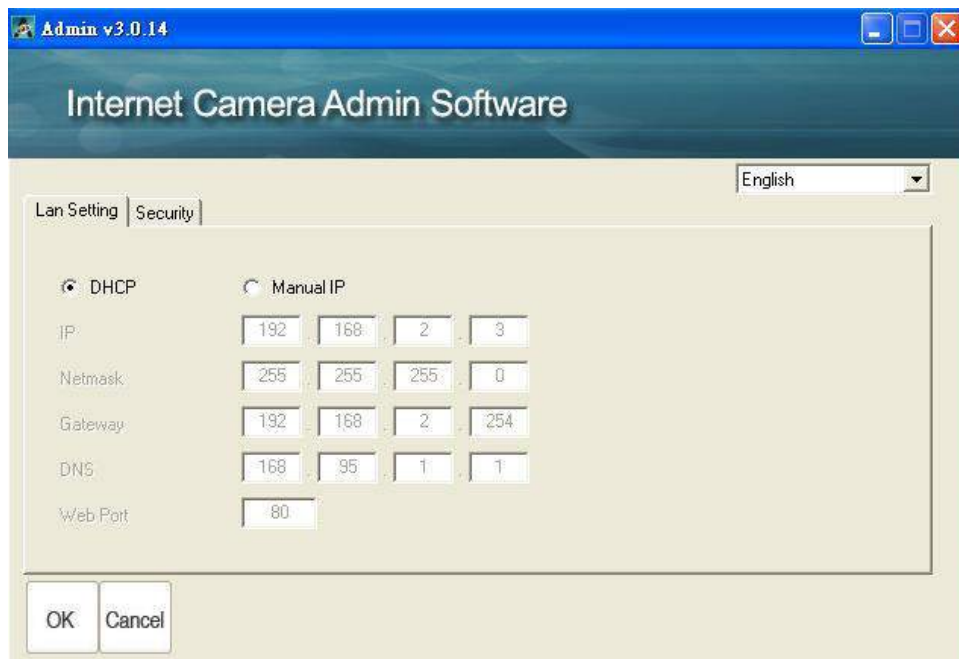 Admin v3.0.14
Internet Camera Admin Software
English
Lan Setting Security
DHCP Manual IP
IP 192 . 168 . 2 . 3
Netmask 255 . 255 . 255 . 0
Gateway 192 . 168 . 2 . 254
DNS 168 . 95 . 1 . 1
Web Port 80
OK Cancel